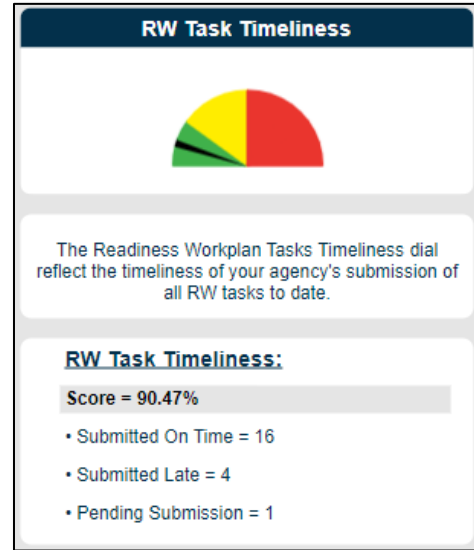 RW Task Timeliness
The Readiness Workplan Tasks Timeliness dial
reflect the timeliness of your agency's submission of
all RW tasks to date.
RW Task Timeliness:
Score = 90.47%
• Submitted On Time = 16
• Submitted Late = 4
• Pending Submission = 1